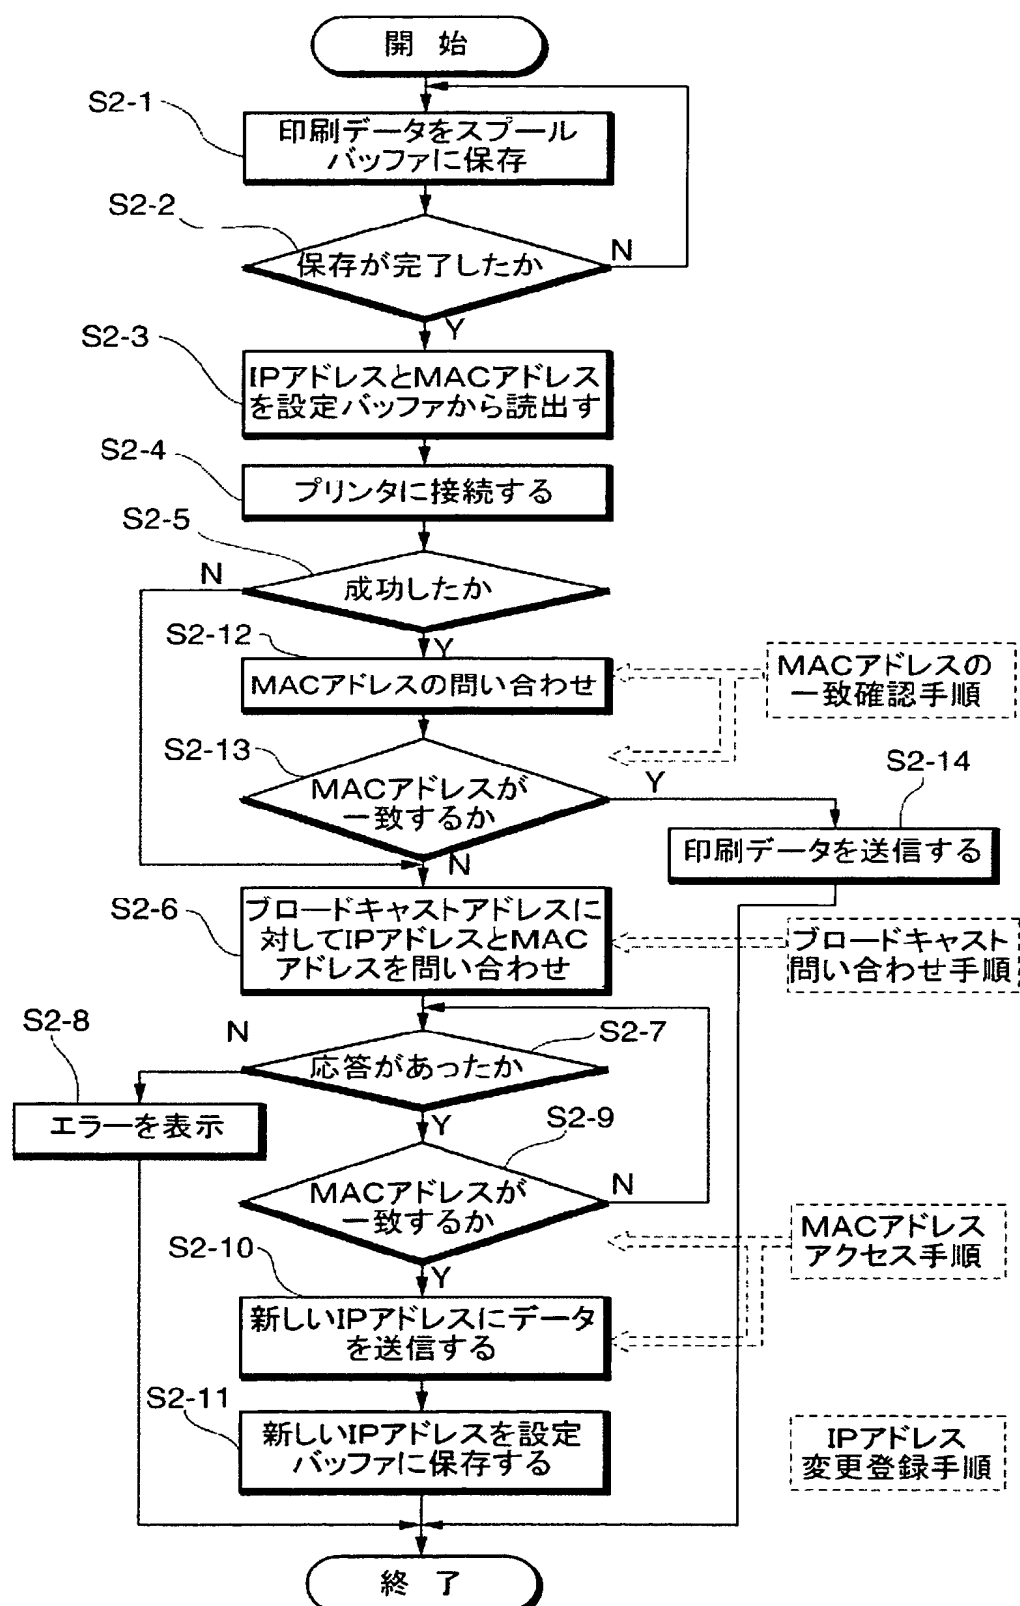 開 始
S2-1
印刷データをスプール
バッファに保存
S2-2
保存が完了したか
N
Y
S2-3
IPアドレスとMACアドレス
を設定バッファから読出す
S2-4
プリンタに接続する
S2-5
成功したか
N
Y
S2-12
MACアドレスの問い合わせ
MACアドレスの
一致確認手順
S2-13
MACアドレスが
一致するか
Y
N
S2-14
印刷データを送信する
S2-6
ブロードキャストアドレスに
対してIPアドレスとMAC
アドレスを問い合わせ
ブロードキャスト
問い合わせ手順
S2-7
応答があったか
N
Y
S2-8
エラーを表示
S2-9
MACアドレスが
一致するか
N
Y
MACアドレス
アクセス手順
S2-10
新しいIPアドレスにデータ
を送信する
S2-11
新しいIPアドレスを設定
バッファに保存する
IPアドレス
変更登録手順
終 了